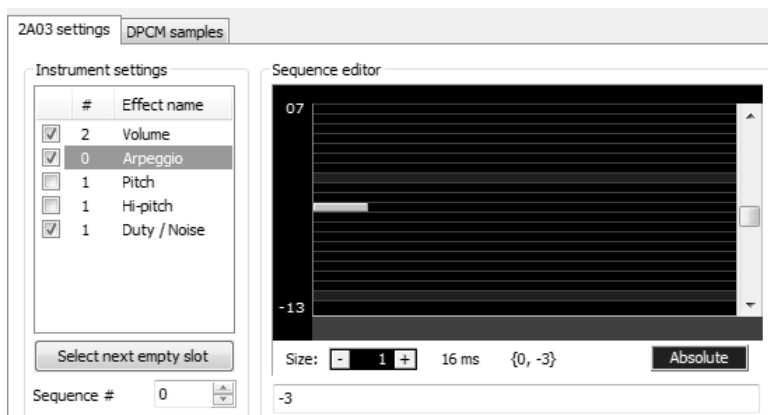 2A03 settings DPCM samples
Instrument settings
# Effect name
2 Volume
0 Arpeggio
1 Pitch
1 Hi-pitch
1 Duty / Noise
Select next empty slot
Sequence # 0
Sequence editor
07
-13
Size: - 1 + 16 ms {0, -3} Absolute
-3